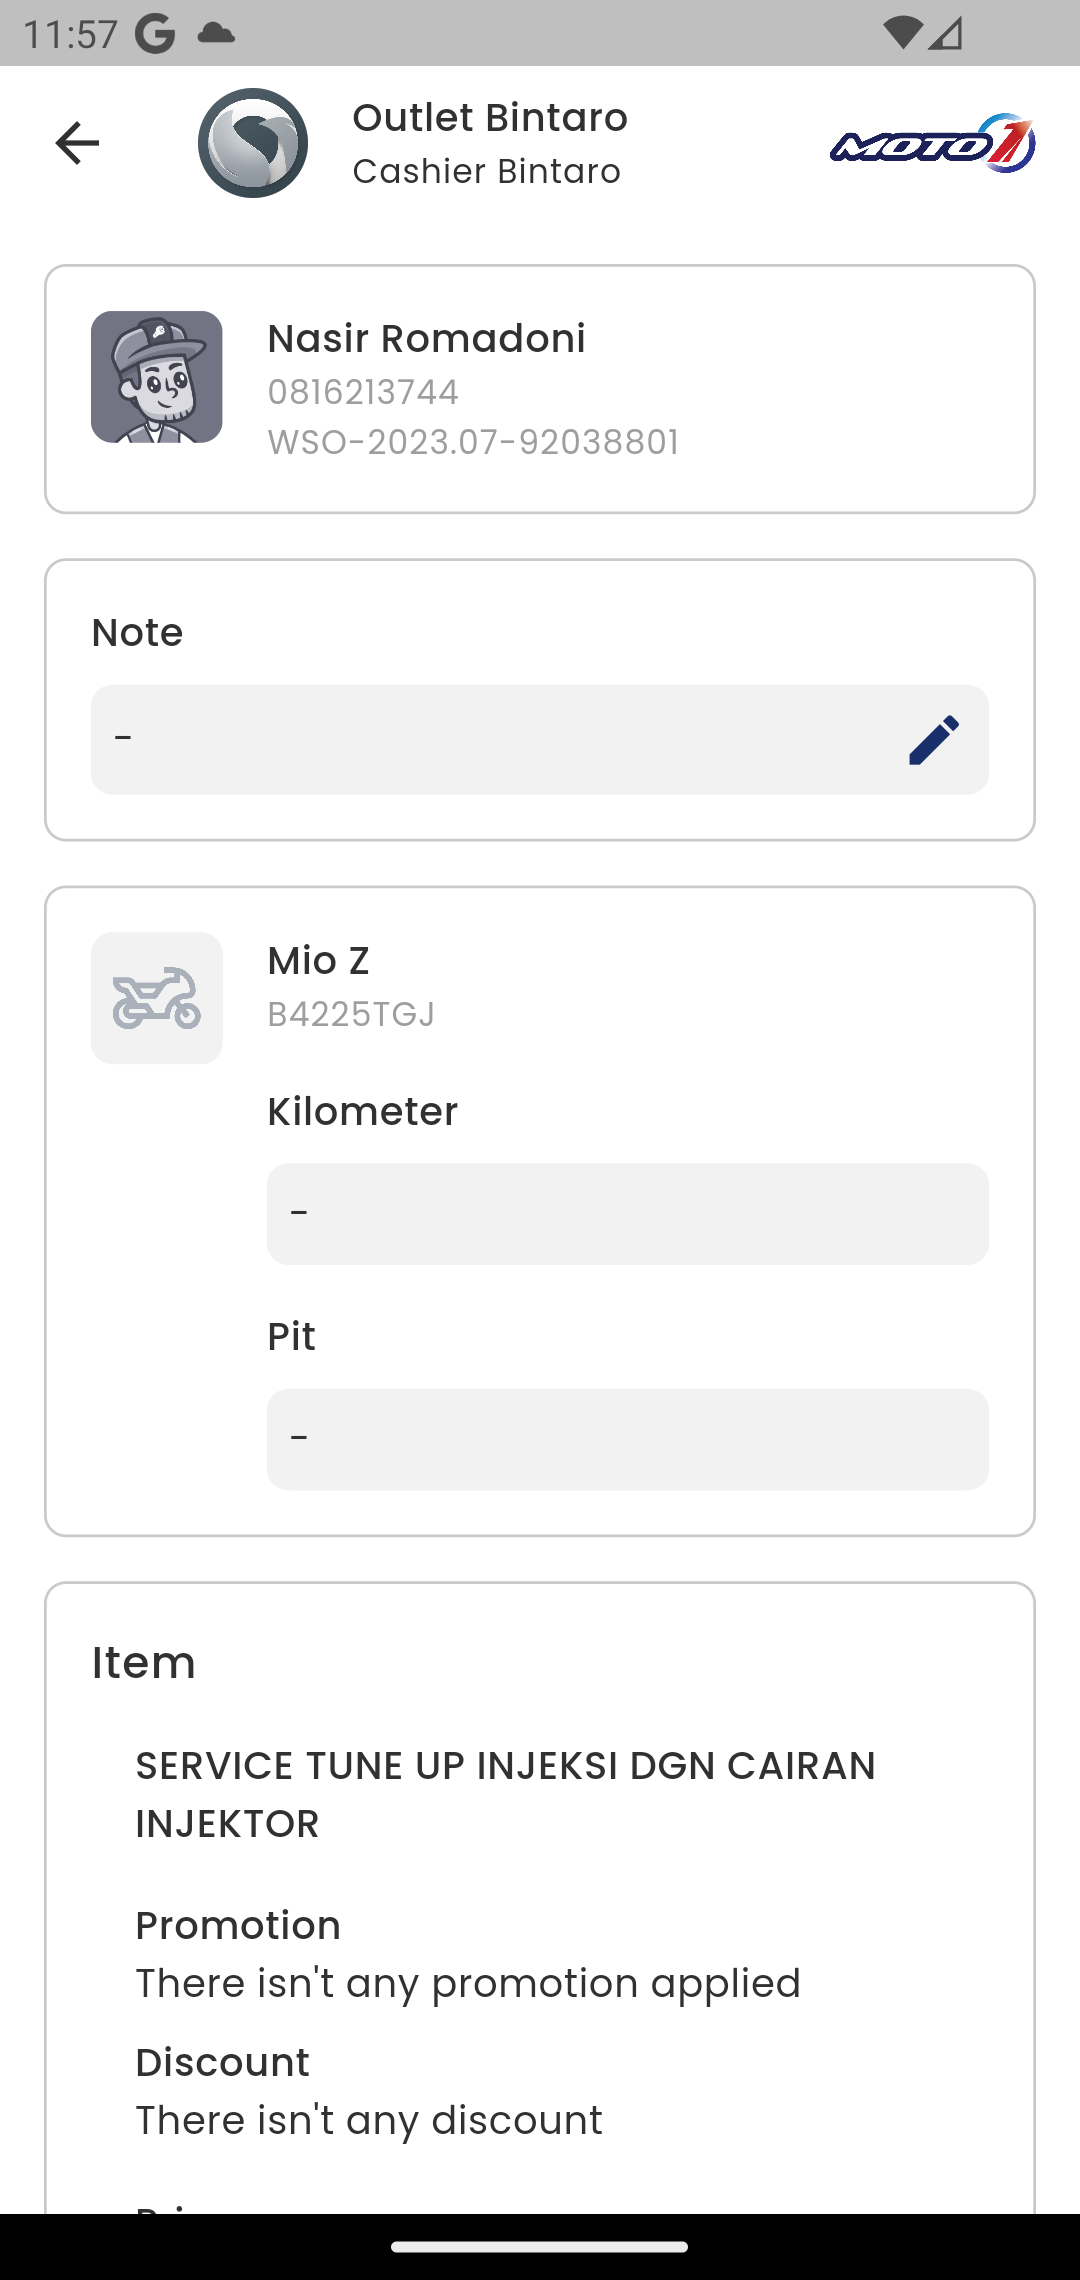 11:57
Outlet Bintaro
Cashier Bintaro
MOTO1
Nasir Romadoni
0816213744
WSO-2023.07-92038801
Note
-
Mio Z
B4225TGJ
Kilometer
-
Pit
-
Item
SERVICE TUNE UP INJEKSI DGN CAIRAN
INJEKTOR
Promotion
There isn't any promotion applied
Discount
There isn't any discount